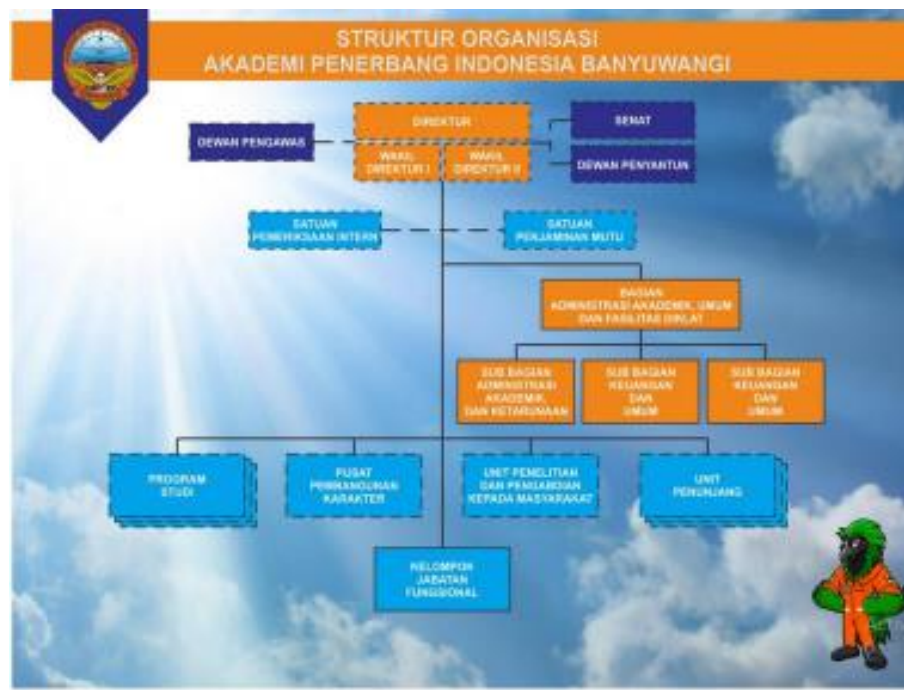 STRUKTUR ORGANISASI
AKADEMI PENERBANG INDONESIA BANYUWANGI
DIREKTUR
SENAT
DEWAN PENGAWAS
WAKIL
DIREKTUR I
WAKIL
DIREKTUR II
DEWAN PENYANTUN
SATUAN
PEMERIKSAAN INTERN
SATUAN
PENJAMINAN MUTU
BAGIAN
ADMINISTRASI AKADEMIK, UMUM
DAN FASILITAS DIKLAT
SUB BAGIAN
ADMINISTRASI
AKADEMIK
DAN KETARUNAAN
SUB BAGIAN
KEUANGAN
DAN
UMUM
SUB BAGIAN
KEUANGAN
DAN
UMUM
PROGRAM
STUDI
PUSAT
PEMBANGUNAN
KARAKTER
UNIT PENELITIAN
DAN PENGABDIAN
KEPADA MASYARAKAT
UNIT
PENUNJANG
KELOMPOK
JABATAN
FUNGSIONAL